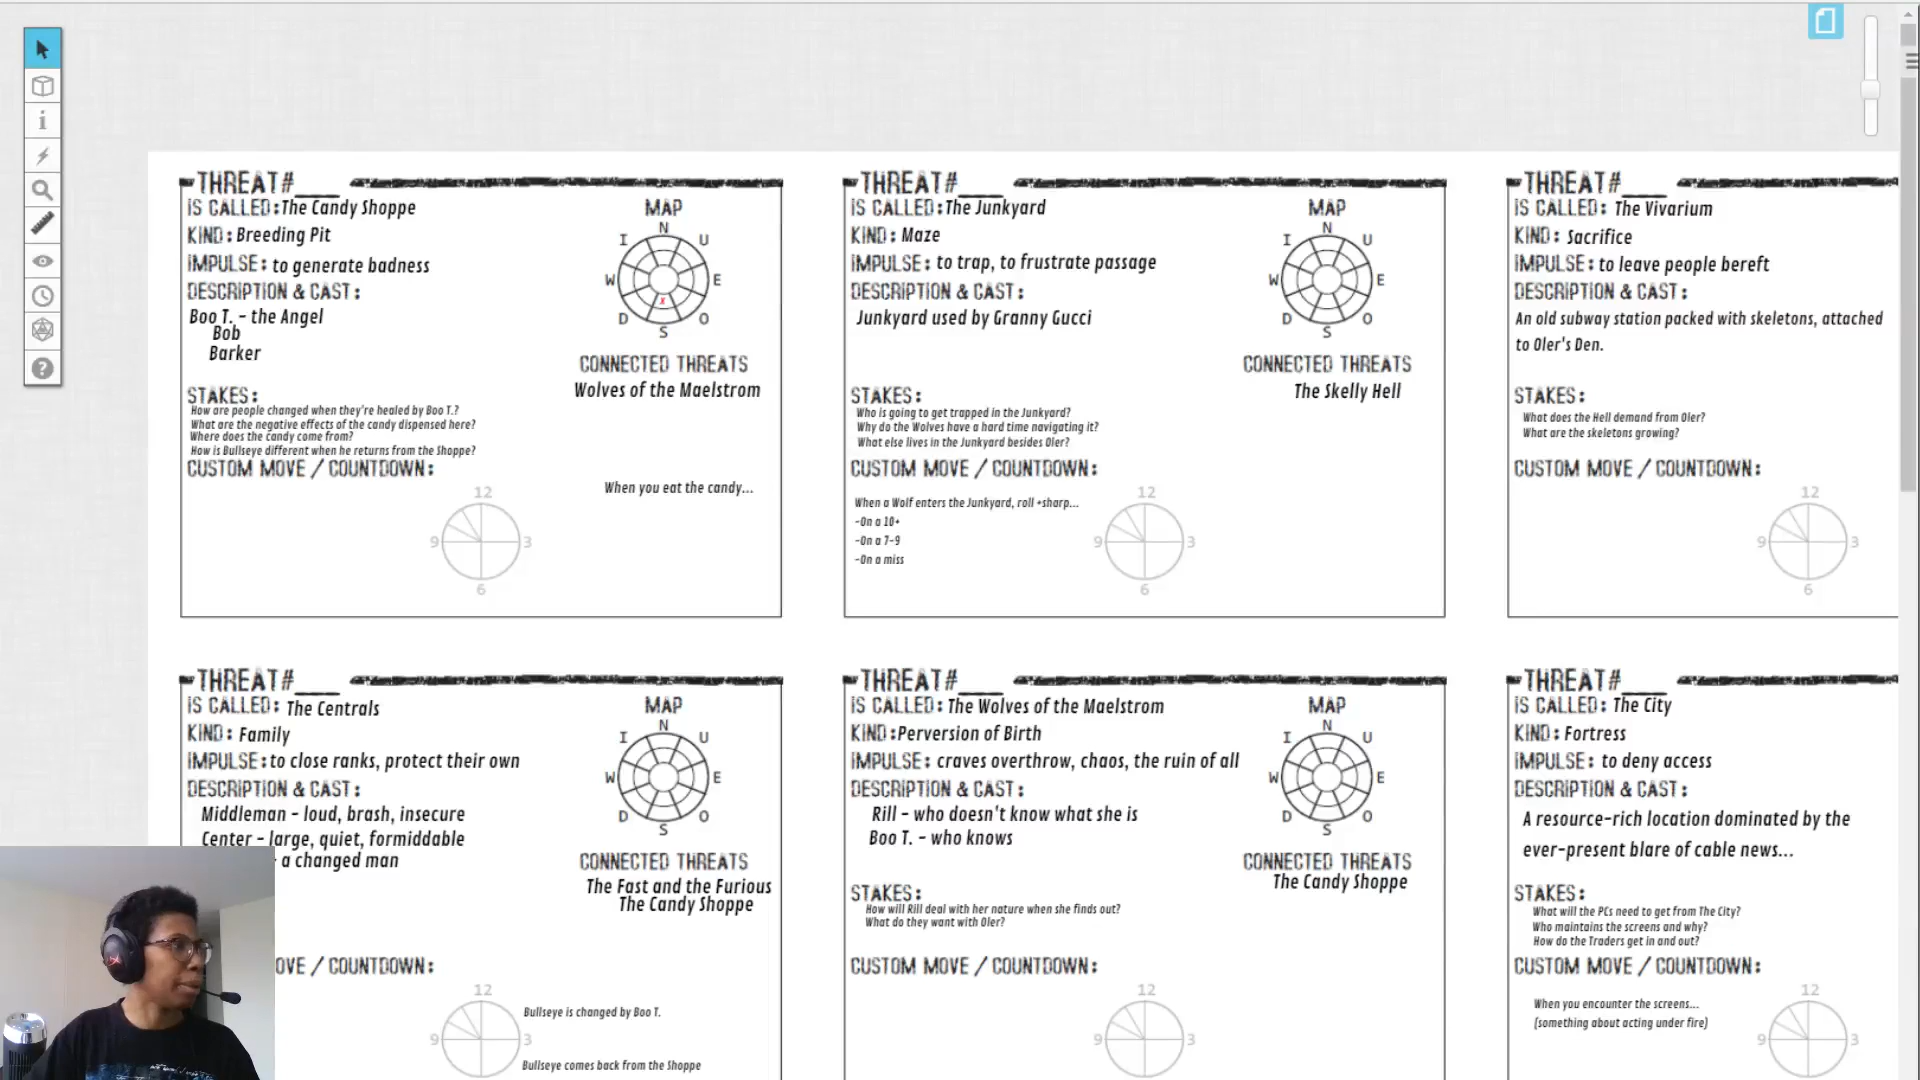 THREAT#___
IS CALLED: The Candy Shoppe
KIND: Breeding Pit
IMPULSE: to generate badness
DESCRIPTION & CAST:
Boo T. - the Angel
Bob
Barker
STAKES:
How are people changed when they're healed by Boo T.?
What are the negative effects of the candy dispensed here?
Where does the candy come from?
How is Bullseye different when he returns from the Shoppe?
CUSTOM MOVE / COUNTDOWN:
12
3
6
9
When you eat the candy...
MAP
N
U
E
O
S
D
W
I
x
CONNECTED THREATS
Wolves of the Maelstrom
THREAT#___
IS CALLED: The Junkyard
KIND: Maze
IMPULSE: to trap, to frustrate passage
DESCRIPTION & CAST:
Junkyard used by Granny Gucci
STAKES:
Who is going to get trapped in the Junkyard?
Why do the Wolves have a hard time navigating it?
What else lives in the Junkyard besides Oler?
CUSTOM MOVE / COUNTDOWN:
When a Wolf enters the Junkyard, roll +sharp...
-On a 10+
-On a 7-9
-On a miss
12
3
6
9
MAP
N
U
E
O
S
D
W
I
CONNECTED THREATS
The Skelly Hell
THREAT#___
IS CALLED: The Vivarium
KIND: Sacrifice
IMPULSE: to leave people bereft
DESCRIPTION & CAST:
An old subway station packed with skeletons, attached
to Oler's Den.
STAKES:
What does the Hell demand from Oler?
What are the skeletons growing?
CUSTOM MOVE / COUNTDOWN:
12
3
6
9
THREAT#___
IS CALLED: The Centrals
KIND: Family
IMPULSE: to close ranks, protect their own
DESCRIPTION & CAST:
Middleman - loud, brash, insecure
Center - large, quiet, formiddable
a changed man
OVE / COUNTDOWN:
12
3
9
Bullseye is changed by Boo T.
Bullseye comes back from the Shoppe
MAP
N
U
E
O
S
D
W
I
CONNECTED THREATS
The Fast and the Furious
The Candy Shoppe
THREAT#___
IS CALLED: The Wolves of the Maelstrom
KIND: Perversion of Birth
IMPULSE: craves overthrow, chaos, the ruin of all
DESCRIPTION & CAST:
Rill - who doesn't know what she is
Boo T. - who knows
STAKES:
How will Rill deal with her nature when she finds out?
What do they want with Oler?
CUSTOM MOVE / COUNTDOWN:
12
3
9
MAP
N
U
E
O
S
D
W
I
CONNECTED THREATS
The Candy Shoppe
THREAT#___
IS CALLED: The City
KIND: Fortress
IMPULSE: to deny access
DESCRIPTION & CAST:
A resource-rich location dominated by the
ever-present blare of cable news...
STAKES:
What will the PCs need to get from The City?
Who maintains the screens and why?
How do the Traders get in and out?
CUSTOM MOVE / COUNTDOWN:
When you encounter the screens...
(something about acting under fire)
12
3
9